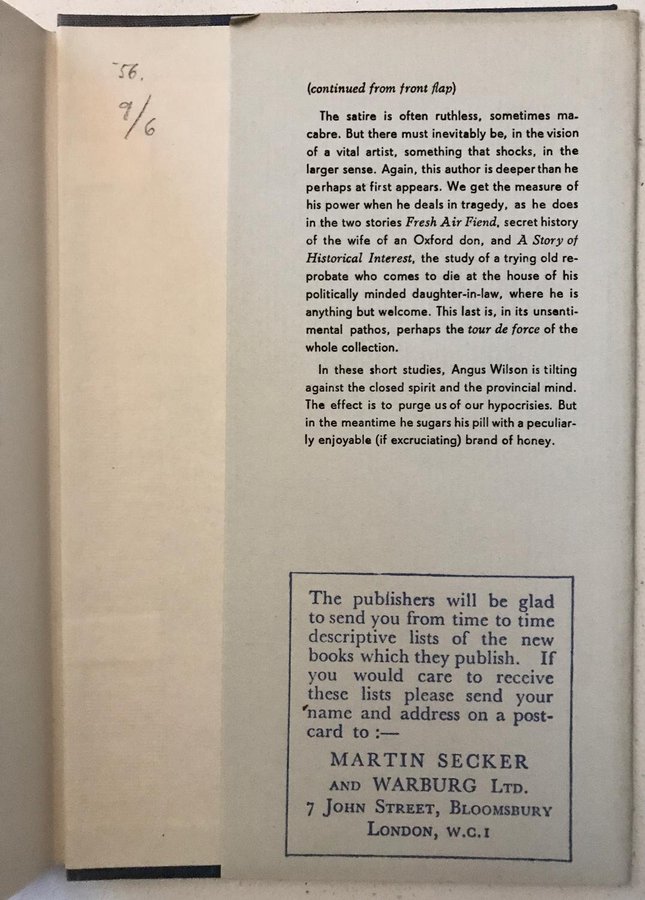 '56.
9/6
(continued from front flap)
The satire is often ruthless, sometimes ma-
cabre. But there must inevitably be, in the vision
of a vital artist, something that shocks, in the
larger sense. Again, this author is deeper than he
perhaps at first appears. We get the measure of
his power when he deals in tragedy, as he does
in the two stories Fresh Air Fiend, secret history
of the wife of an Oxford don, and A Story of
Historical Interest, the study of a trying old re-
probate who comes to die at the house of his
politically minded daughter-in-law, where he is
anything but welcome. This last is, in its unsenti-
mental pathos, perhaps the tour de force of the
whole collection.
In these short studies, Angus Wilson is tilting
against the closed spirit and the provincial mind.
The effect is to purge us of our hypocrisies. But
in the meantime he sugars his pill with a peculiar-
ly enjoyable (if excruciating) brand of honey.
The publishers will be glad
to send you from time to time
descriptive lists of the new
books which they publish. If
you would care to receive
these lists please send your
name and address on a post-
card to :—
MARTIN SECKER
AND WARBURG LTD.
7 JOHN STREET, BLOOMSBURY
LONDON, W.C.1